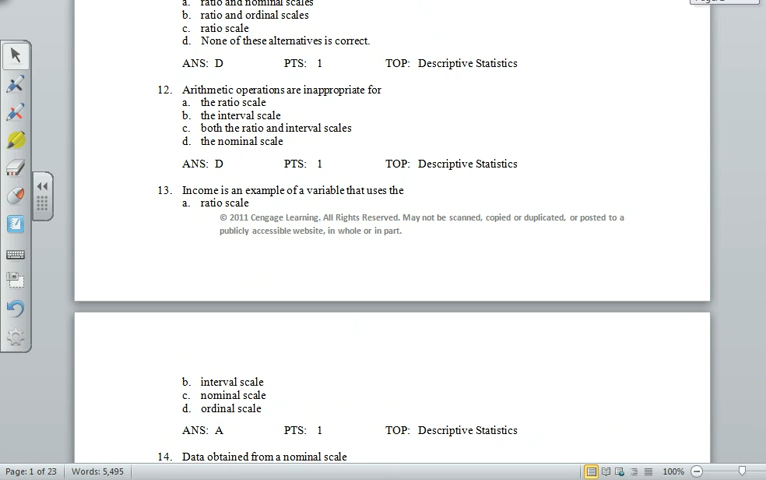 a. ratio and nominal scales
b. ratio and ordinal scales
c. ratio scale
d. None of these alternatives is correct.
ANS: D PTS: 1 TOP: Descriptive Statistics
12. Arithmetic operations are inappropriate for
a. the ratio scale
b. the interval scale
c. both the ratio and interval scales
d. the nominal scale
ANS: D PTS: 1 TOP: Descriptive Statistics
13. Income is an example of a variable that uses the
a. ratio scale
© 2011 Cengage Learning. All Rights Reserved. May not be scanned, copied or duplicated, or posted to a
publicly accessible website, in whole or in part.
b. interval scale
c. nominal scale
d. ordinal scale
ANS: A PTS: 1 TOP: Descriptive Statistics
14. Data obtained from a nominal scale
Page: 1 of 23 Words: 5,495 100%